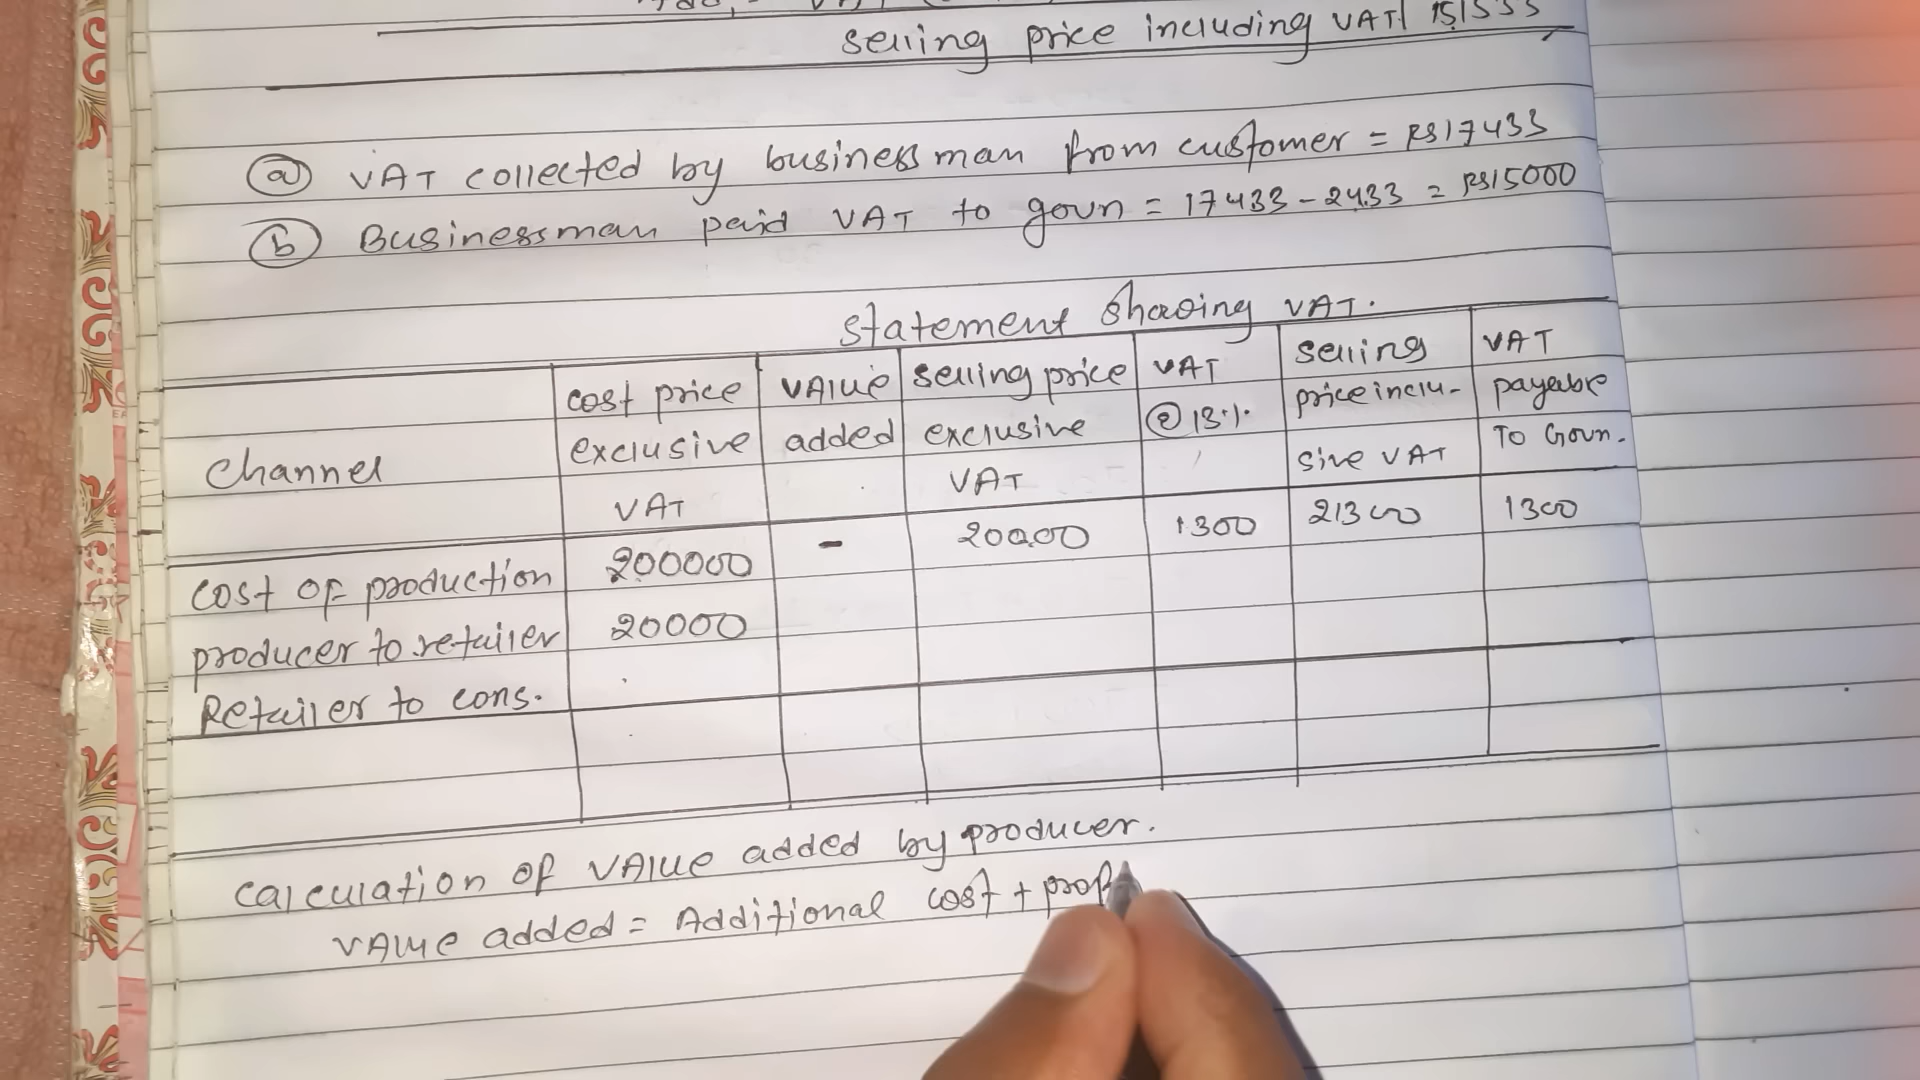 selling price including VAT 151533
(a) VAT collected by businessman from customer = RS17433
(b) Businessman paid VAT to govn = 17433 - 2433 = RS15000
statement showing VAT.
channel | cost price exclusive VAT | VAlue added | selling price exclusive VAT | VAT @ 13% | selling price inclusive VAT | VAT payable To Govn.
cost of production | 200000 | - | 20000 | 1300 | 21300 | 1300
producer to retailer | 20000
Retailer to cons.
calculation of VAlue added by producer.
VAlue added = Additional cost + prof